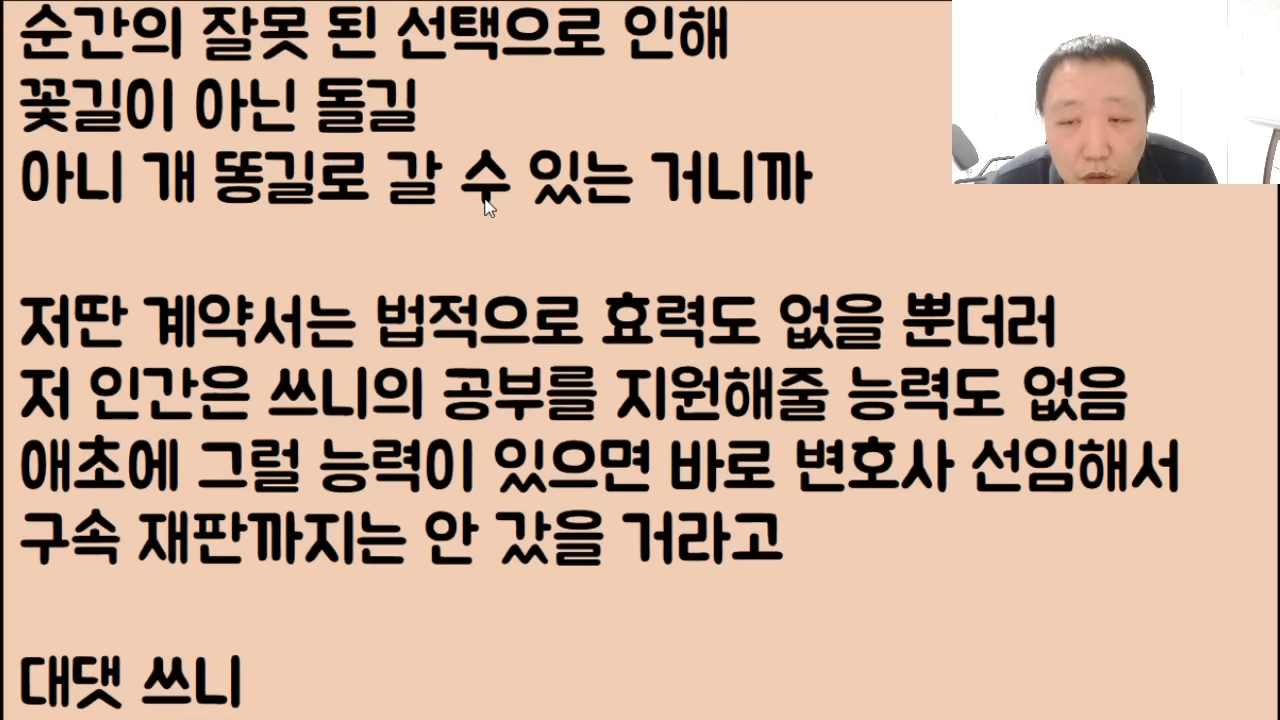 순간의 잘못 된 선택으로 인해
꽃길이 아닌 돌길
아니 개 똥길로 갈 수 있는 거니까
저딴 계약서는 법적으로 효력도 없을 뿐더러
저 인간은 쓰니의 공부를 지원해줄 능력도 없음
애초에 그럴 능력이 있으면 바로 변호사 선임해서
구속 재판까지는 안 갔을 거라고
대댓 쓰니